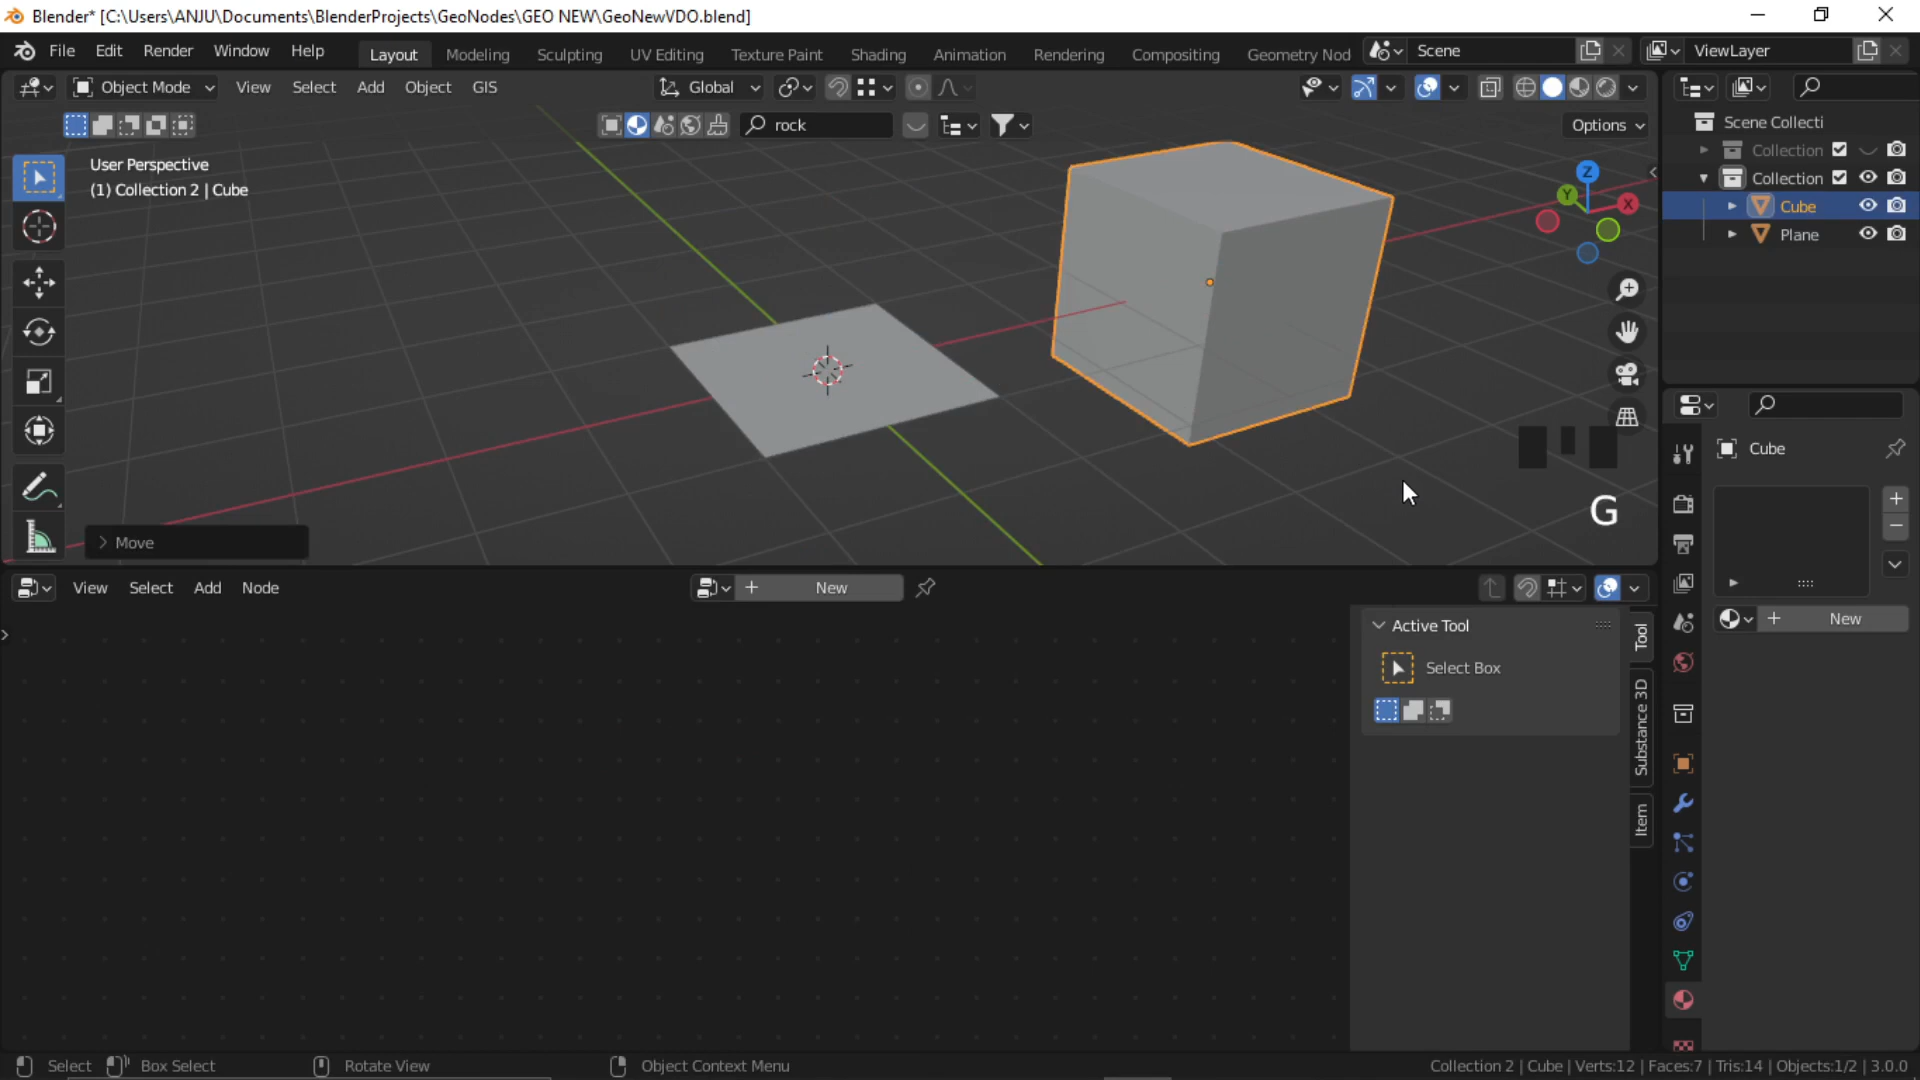 Blender* [C:\Users\ANJU\Documents\BlenderProjects\GeoNodes\GEO NEW\GeoNewVDO.blend]
File Edit Render Window Help Layout Modeling Sculpting UV Editing Texture Paint Shading Animation Rendering Compositing Geometry Nod Scene ViewLayer
Object Mode View Select Add Object GIS Global
rock Options
User Perspective
(1) Collection 2 | Cube
Z
Y
X
Scene Collecti
Collection
Collection
Cube
Plane
G
Move
Cube
New
View Select Add Node New
Active Tool
Select Box
Tool
Substance 3D
Item
Select Box Select Rotate View Object Context Menu Collection 2 | Cube | Verts:12 | Faces:7 | Tris:14 | Objects:1/2 | 3.0.0